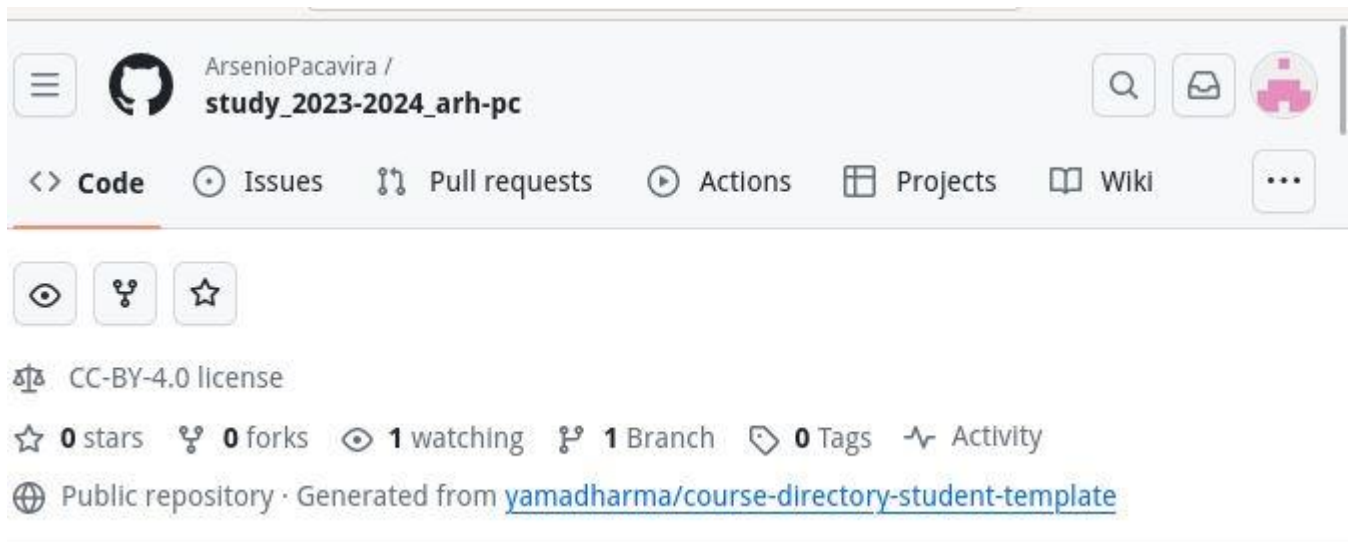 ArsenioPacavira /
study_2023-2024_arh-pc
Code Issues Pull requests Actions Projects Wiki
CC-BY-4.0 license
0 stars 0 forks 1 watching 1 Branch 0 Tags Activity
Public repository · Generated from yamadharma/course-directory-student-template